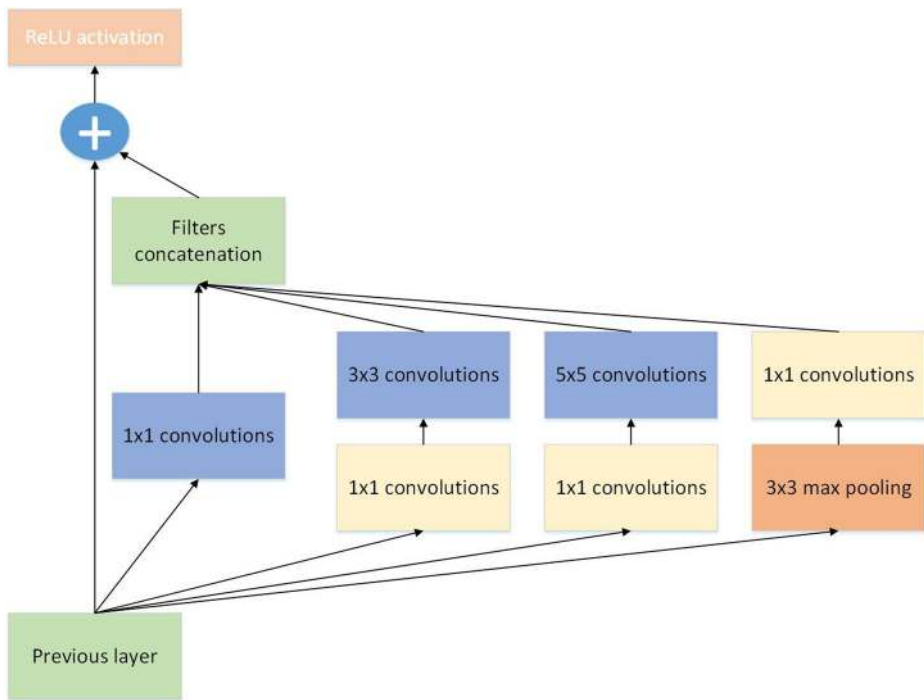 ReLU activation
+
Filters
concatenation
3x3 convolutions
5x5 convolutions
1x1 convolutions
1x1 convolutions
1x1 convolutions
1x1 convolutions
3x3 max pooling
Previous layer